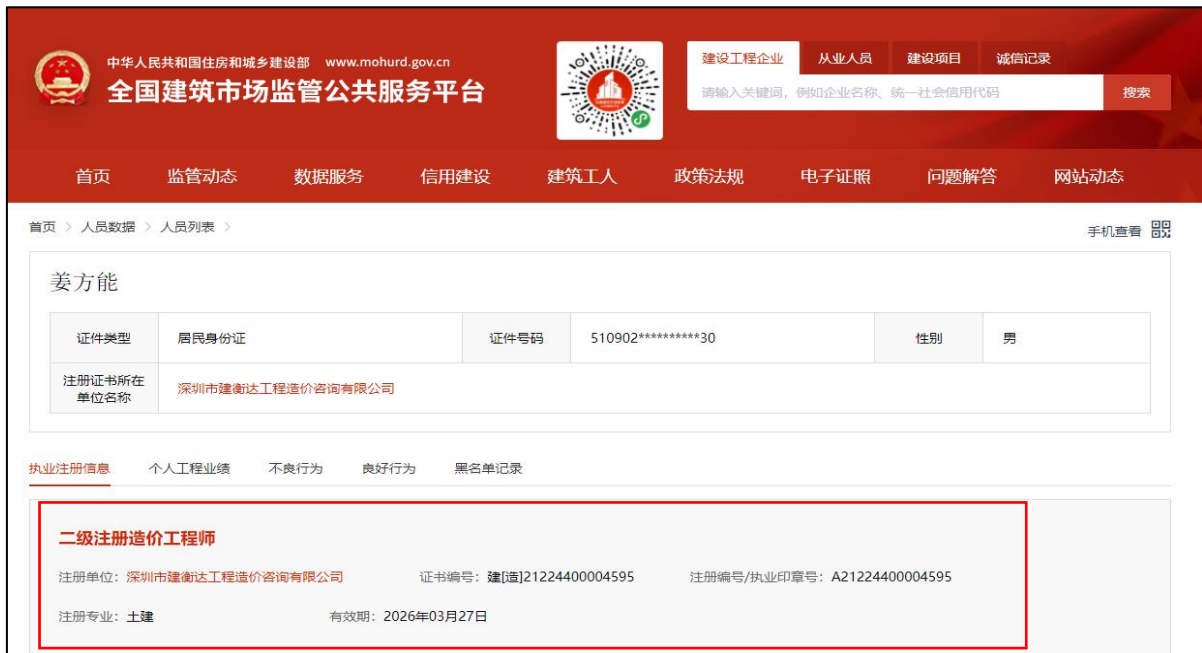 中华人民共和国住房和城乡建设部 www.mohurd.gov.cn
全国建筑市场监管公共服务平台
建设工程企业 从业人员 建设项目 诚信记录
请输入关键词，例如企业名称、统一社会信用代码 搜索
首页 监管动态 数据服务 信用建设 建筑工人 政策法规 电子证照 问题解答 网站动态
首页 > 人员数据 > 人员列表 >
手机查看
姜方能
证件类型 居民身份证 证件号码 510902**********30 性别 男
注册证书所在
单位名称
深圳市建衡达工程造价咨询有限公司
执业注册信息 个人工程业绩 不良行为 良好行为 黑名单记录
二级注册造价工程师
注册单位：深圳市建衡达工程造价咨询有限公司 证书编号：建[造]21224400004595 注册编号/执业印章号：A21224400004595
注册专业：土建 有效期：2026年03月27日